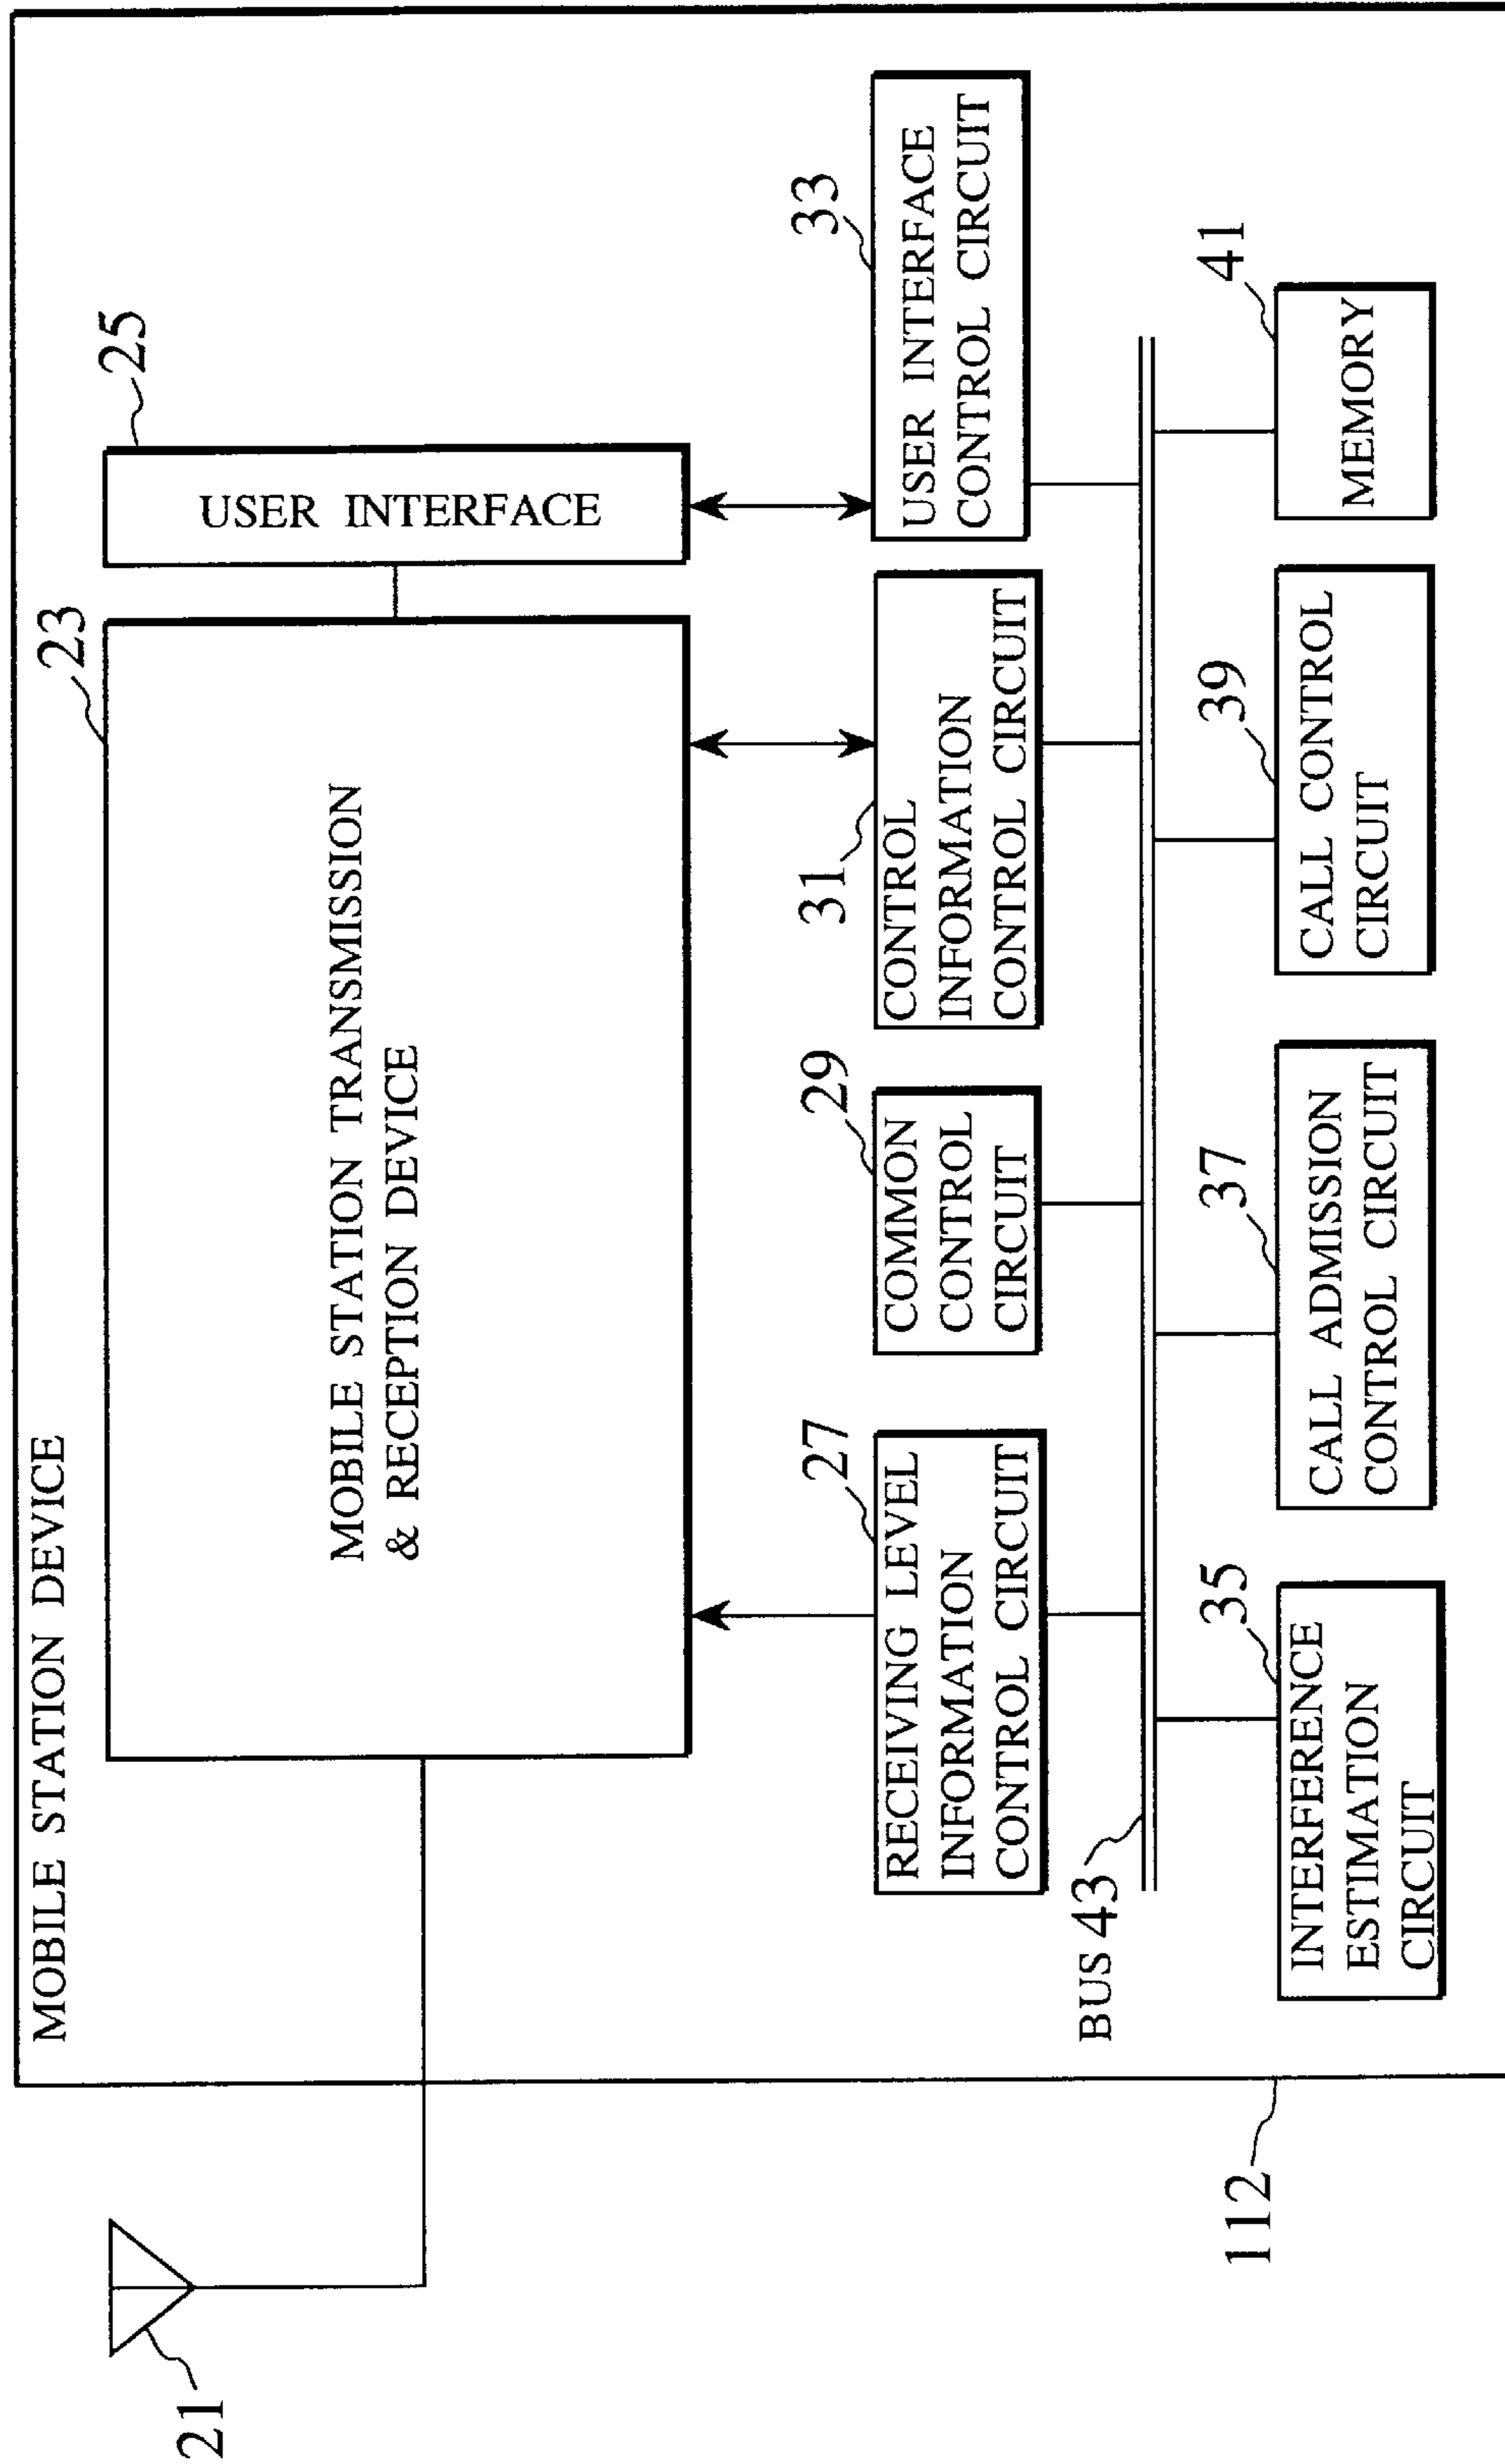 MOBILE STATION DEVICE
21
23
25
MOBILE STATION TRANSMISSION
& RECEPTION DEVICE
USER INTERFACE
27
RECEIVING LEVEL
INFORMATION
CONTROL CIRCUIT
29
COMMON
CONTROL
CIRCUIT
31
CONTROL
INFORMATION
CONTROL CIRCUIT
33
USER INTERFACE
CONTROL CIRCUIT
BUS 43
35
INTERFERENCE
ESTIMATION
CIRCUIT
37
CALL ADMISSION
CONTROL CIRCUIT
39
CALL CONTROL
CIRCUIT
41
MEMORY
112